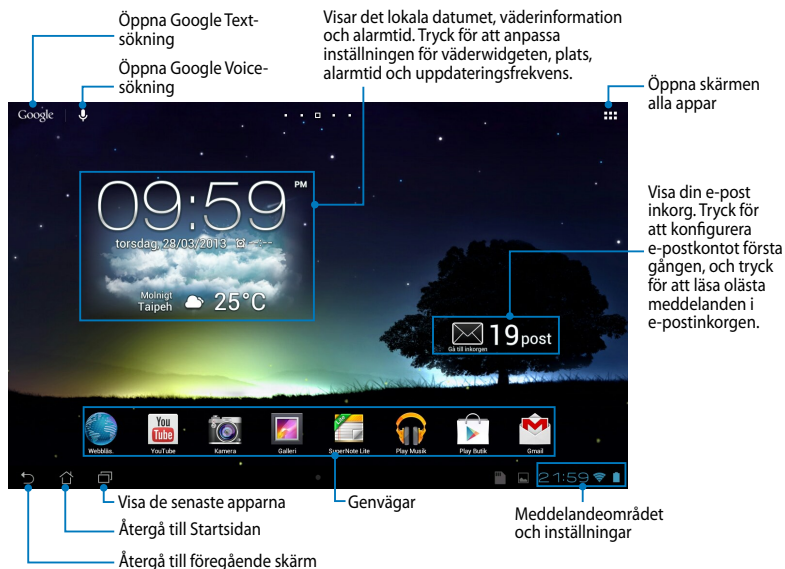 Öppna Google Text-
sökning
Öppna Google Voice-
sökning
Visar det lokala datumet, väderinformation
och alarmtid. Tryck för att anpassa
inställningen för väderwidgeten, plats,
alarmtid och uppdateringsfrekvens.
Öppna skärmen
alla appar
Google
09:59 PM
torsdag, 28/03/2013 --:--
Molnigt
Taipeh 25°C
Visa din e-post
inkorg. Tryck för
att konfigurera
e-postkontot första
gången, och tryck
för att läsa olästa
meddelanden i
e-postinkorgen.
19 post
Gå till inkorgen
You
Tube
Lite
Webbläs. YouTube Kamera Galleri SuperNote Lite Play Musik Play Butik Gmail
21:59
Visa de senaste apparna
Genvägar
Meddelandeområdet
och inställningar
Återgå till Startsidan
Återgå till föregående skärm